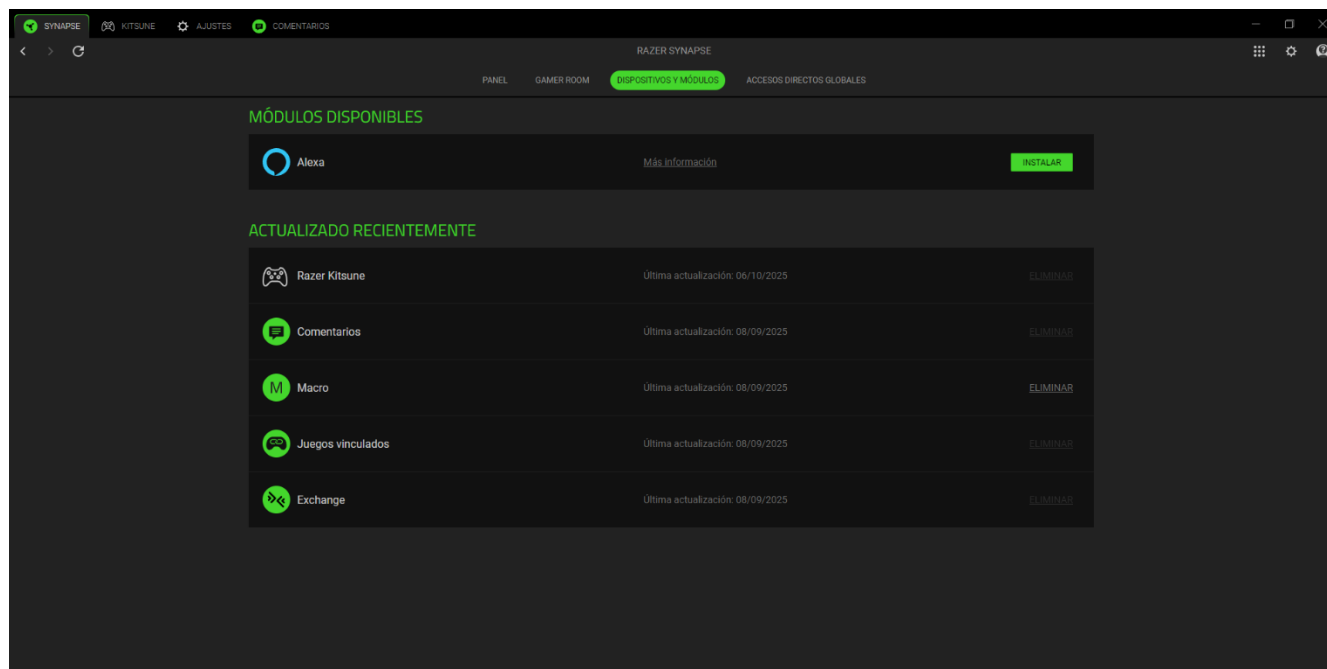 SYNAPSE KITSUNE AJUSTES COMENTARIOS
RAZER SYNAPSE
PANEL GAMER ROOM DISPOSITIVOS Y MÓDULOS ACCESOS DIRECTOS GLOBALES
MÓDULOS DISPONIBLES
Alexa Más información INSTALAR
ACTUALIZADO RECIENTEMENTE
Razer Kitsune Última actualización: 06/10/2025 ELIMINAR
Comentarios Última actualización: 08/09/2025 ELIMINAR
M Macro Última actualización: 08/09/2025 ELIMINAR
Juegos vinculados Última actualización: 08/09/2025 ELIMINAR
Exchange Última actualización: 08/09/2025 ELIMINAR